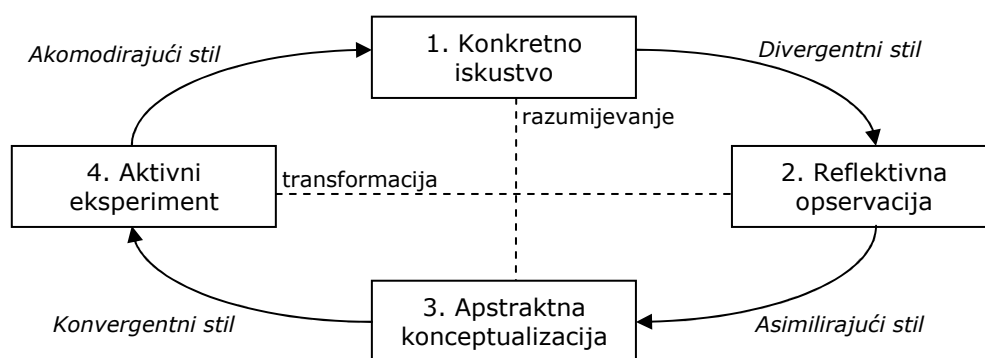 Akomodirajući stil
1. Konkretno
iskustvo
Divergentni stil
razumijevanje
4. Aktivni
eksperiment
transformacija
2. Reflektivna
opservacija
Konvergentni stil
3. Apstraktna
konceptualizacija
Asimilirajući stil